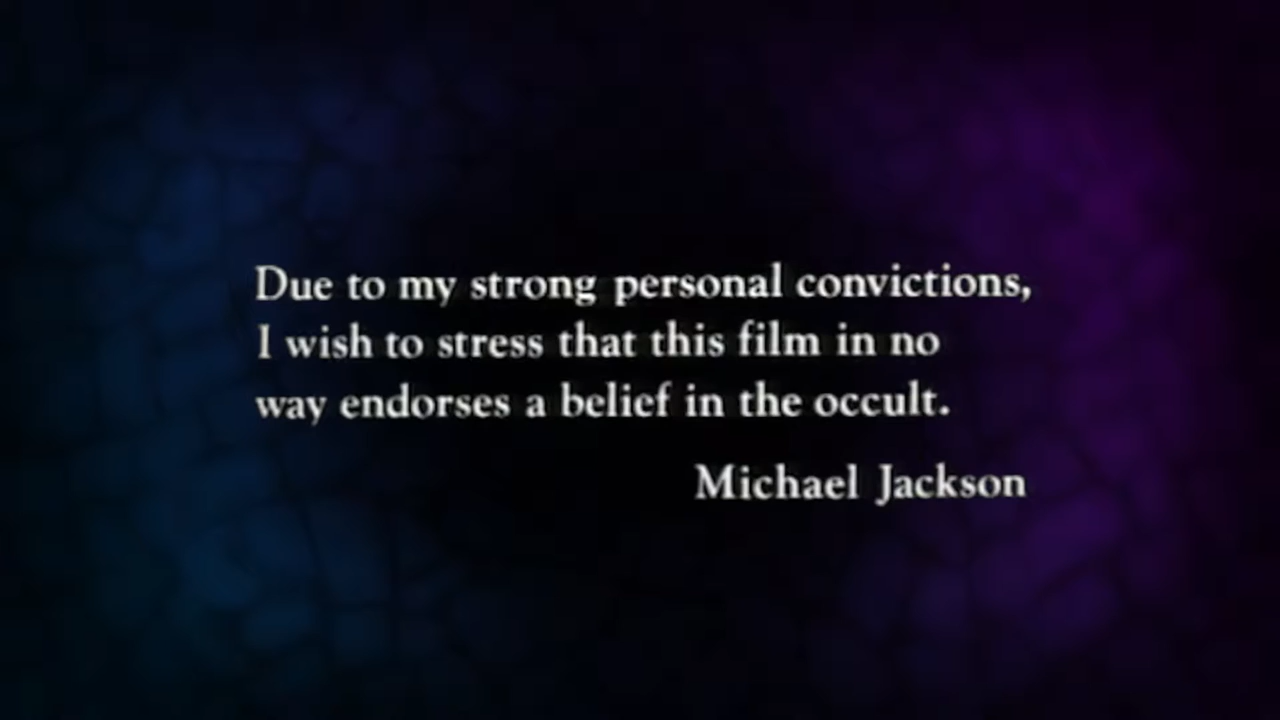 Due to my strong personal convictions,
I wish to stress that this film in no
way endorses a belief in the occult.
Michael Jackson